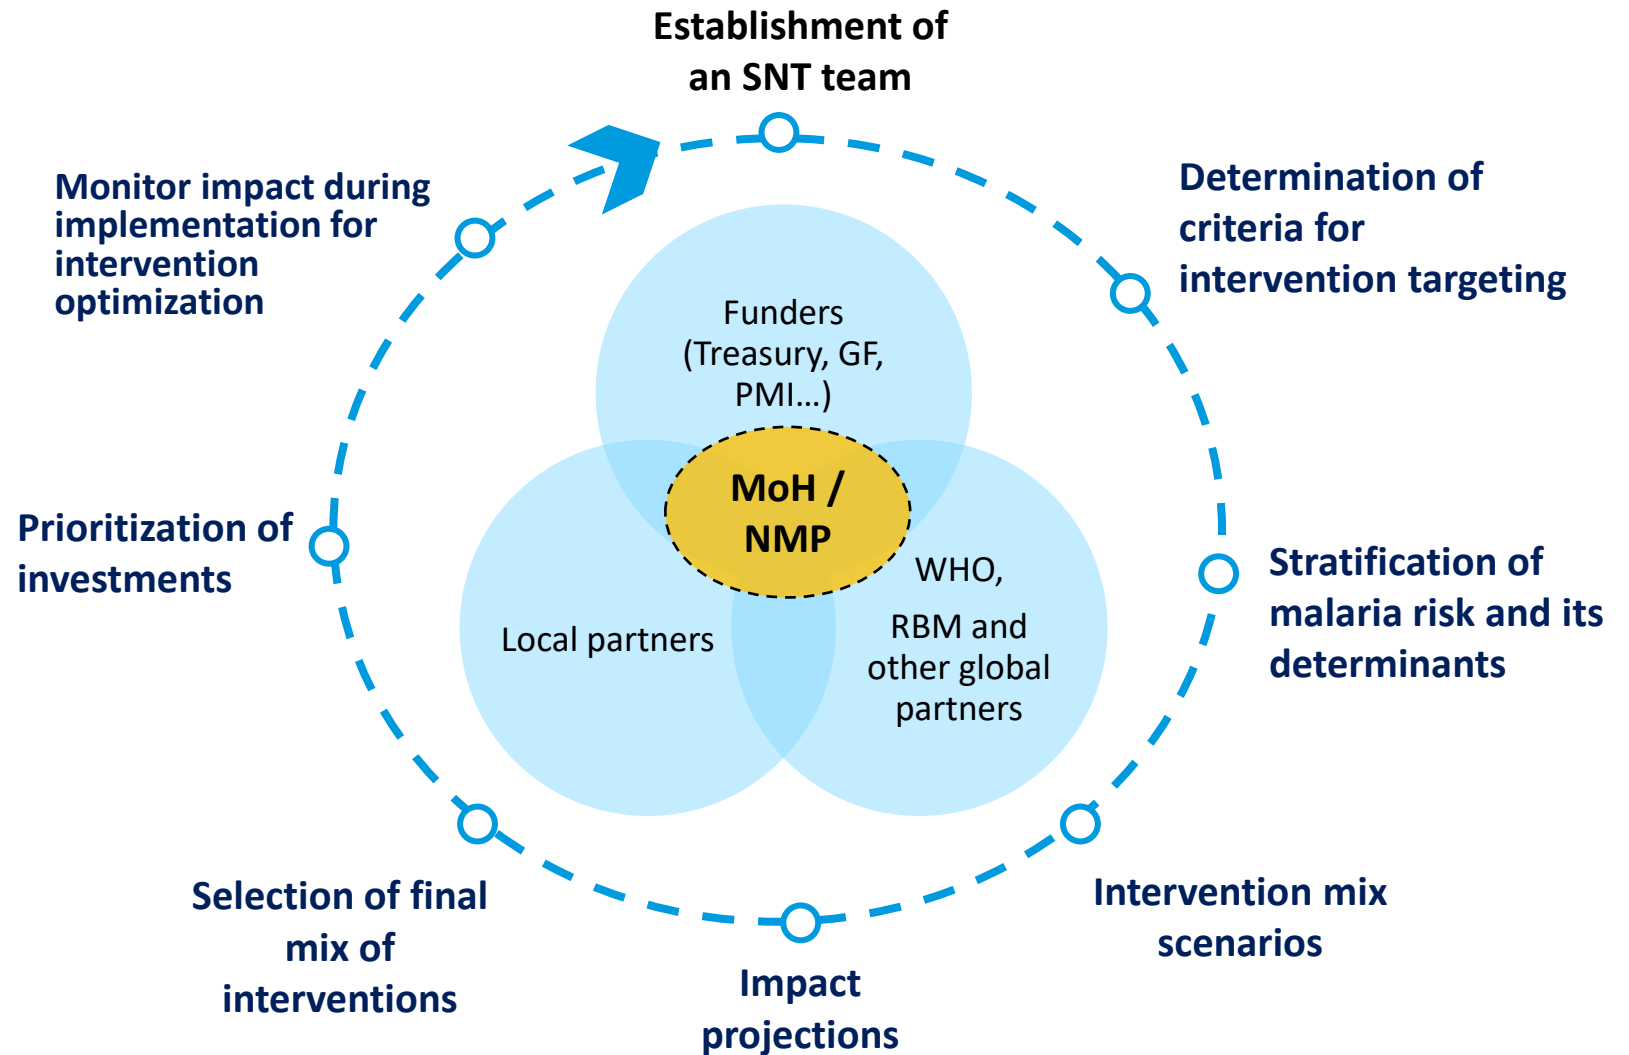 Establishment of
an SNT team
Determination of
criteria for
intervention targeting
Stratification of
malaria risk and its
determinants
Intervention mix
scenarios
Impact
projections
Selection of final
mix of
interventions
Prioritization of
investments
Monitor impact during
implementation for
intervention
optimization
Funders
(Treasury, GF,
PMI...)
MoH /
NMP
Local partners
WHO,
RBM and
other global
partners